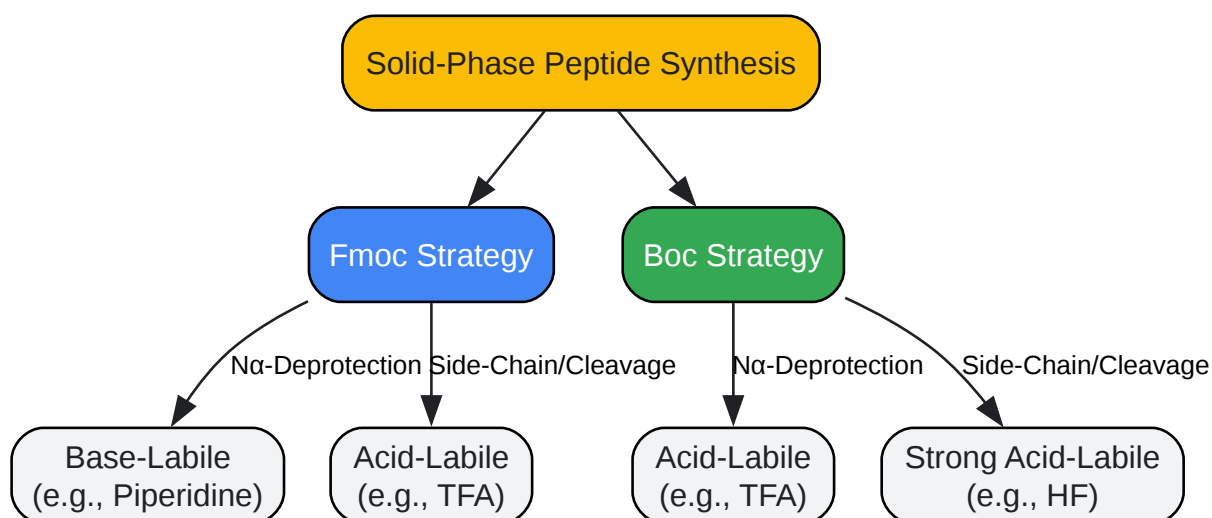 Solid-Phase Peptide Synthesis
Fmoc Strategy
Boc Strategy
Nα-Deprotection
Side-Chain/Cleavage
Nα-Deprotection
Side-Chain/Cleavage
Base-Labile
(e.g., Piperidine)
Acid-Labile
(e.g., TFA)
Acid-Labile
(e.g., TFA)
Strong Acid-Labile
(e.g., HF)